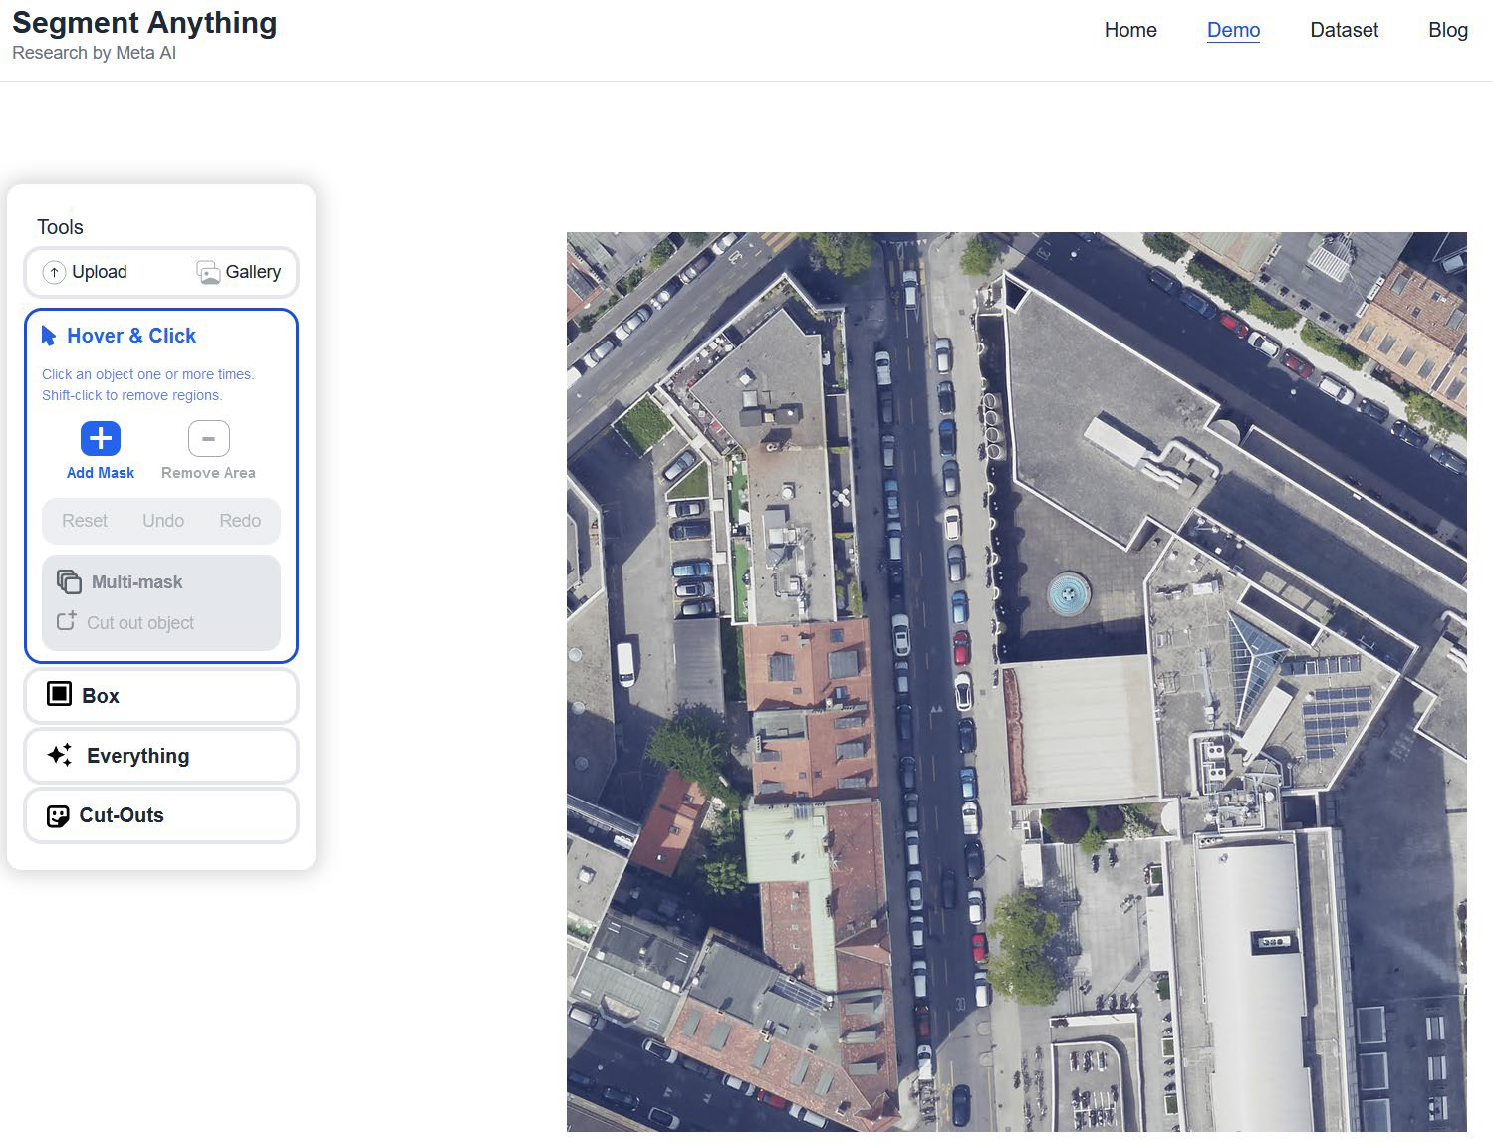 Segment Anything
Research by Meta AI
Home Demo Dataset Blog
Tools
Upload Gallery
Hover & Click
Click an object one or more times.
Shift-click to remove regions.
Add Mask Remove Area
Reset Undo Redo
Multi-mask
Cut out object
Box
Everything
Cut-Outs